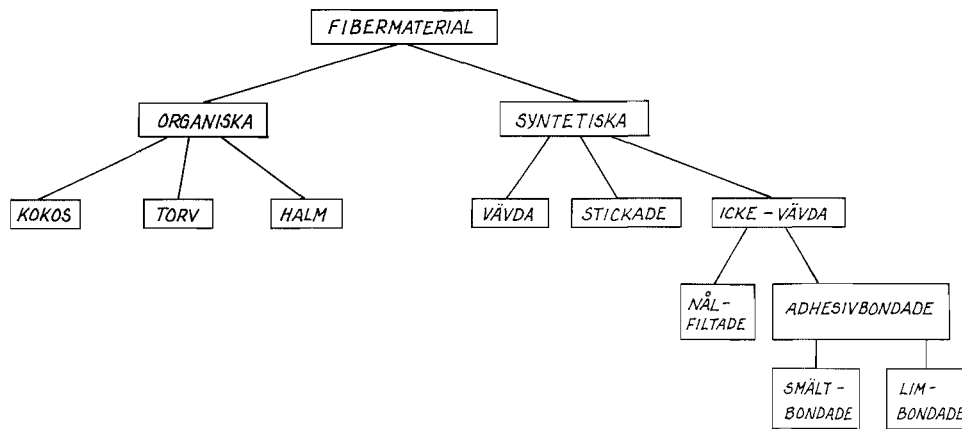 FIBERMATERIAL
ORGANISKA
SYNTETISKA
KOKOS
TORV
HALM
VÄVDA
STICKADE
ICKE-VÄVDA
NÅL-
FILTADE
ADHESIVBONDADE
SMÄLT-
BONDADE
LIM-
BONDADE